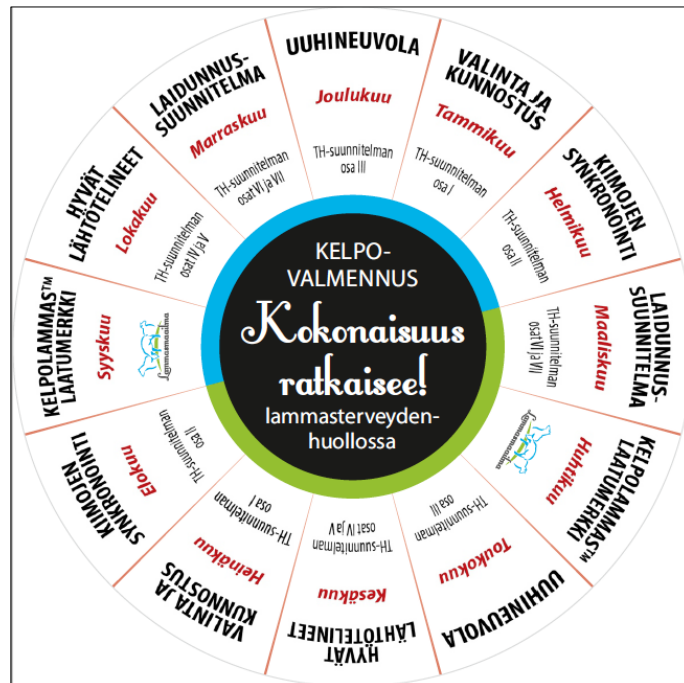 KELPO-
VALMENNUS
Kokonaisuus
ratkaisee!
lammasterveyden-
huollossa
UUHINEUVOLA
Joulukuu
TH-suunnitelman
osa III
VALINTA JA
KUNNOSTUS
Tammikuu
TH-suunnitelman
osa I
KIIMOJEN
SYNKRONOINTI
Helmikuu
TH-suunnitelman
osa II
LAIDUNNUS-
SUUNNITELMA
Maaliskuu
TH-suunnitelman
osat VI ja VII
KELPOLAMMAS™
LAATUMERKKI
Huhtikuu
Lammasmaailma
UUHINEUVOLA
Toukokuu
TH-suunnitelman
osa III
HYVÄT
LÄHTÖTELINEET
Kesäkuu
TH-suunnitelman
osat IV ja V
VALINTA JA
KUNNOSTUS
Heinäkuu
TH-suunnitelman
osa I
KIIMOJEN
SYNKRONOINTI
Elokuu
TH-suunnitelman
osa II
KELPOLAMMAS™
LAATUMERKKI
Syyskuu
Lammasmaailma
HYVÄT
LÄHTÖTELINEET
Lokakuu
TH-suunnitelman
osat IV ja V
LAIDUNNUS-
SUUNNITELMA
Marraskuu
TH-suunnitelman
osat VI ja VII